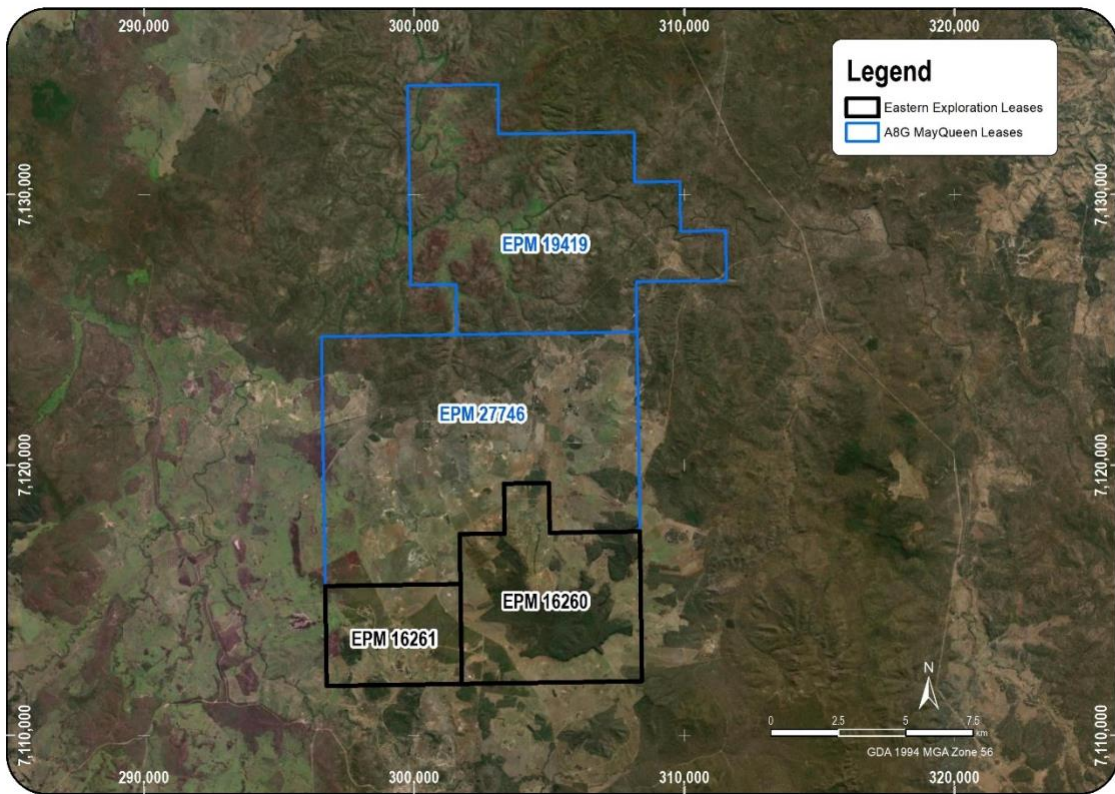 290,000
300,000
310,000
320,000
Legend
Eastern Exploration Leases
A8G MayQueen Leases
7,130,000
7,130,000
EPM 19419
EPM 27746
7,120,000
7,120,000
EPM 16260
EPM 16261
N
0 2.5 5 7.5
km
GDA 1994 MGA Zone 56
7,110,000
7,110,000
290,000
300,000
310,000
320,000